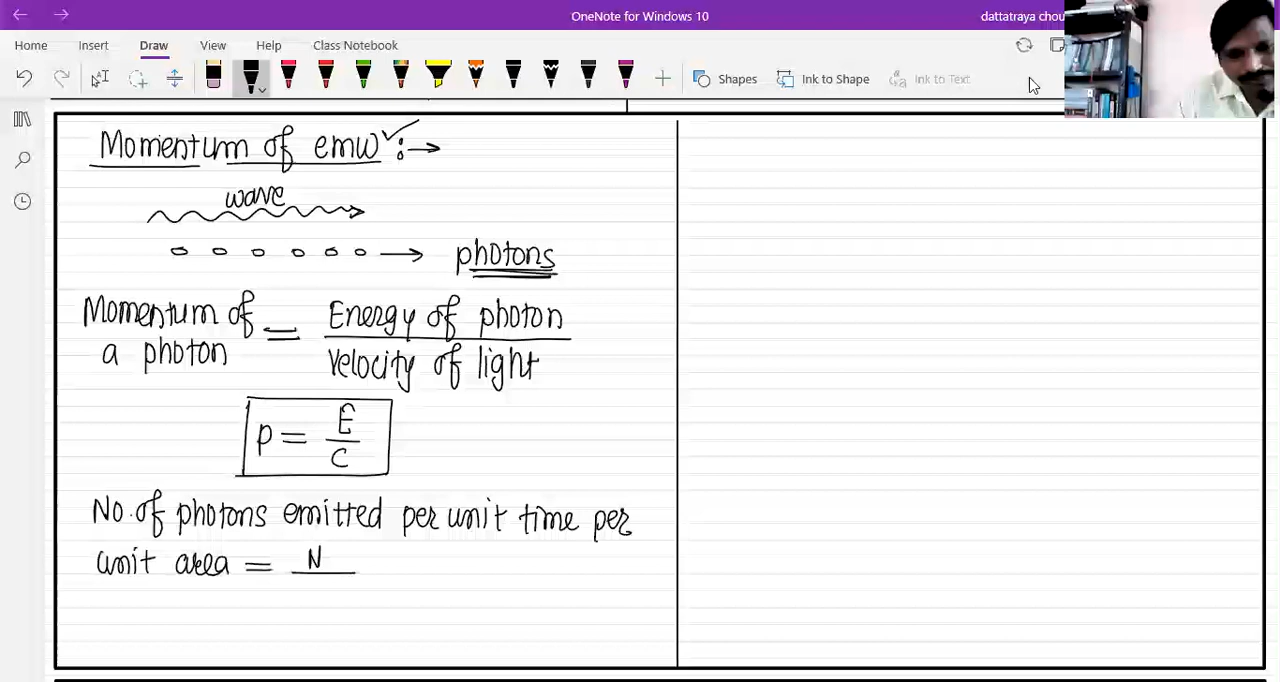 OneNote for Windows 10
dattatraya chou
Home Insert Draw View Help Class Notebook
Shapes Ink to Shape Ink to Text
Momentum of emw✓:→
wave
photons
Momentum of a photon = Energy of photon / Velocity of light
p = E / c
No. of photons emitted per unit time per
unit area = N